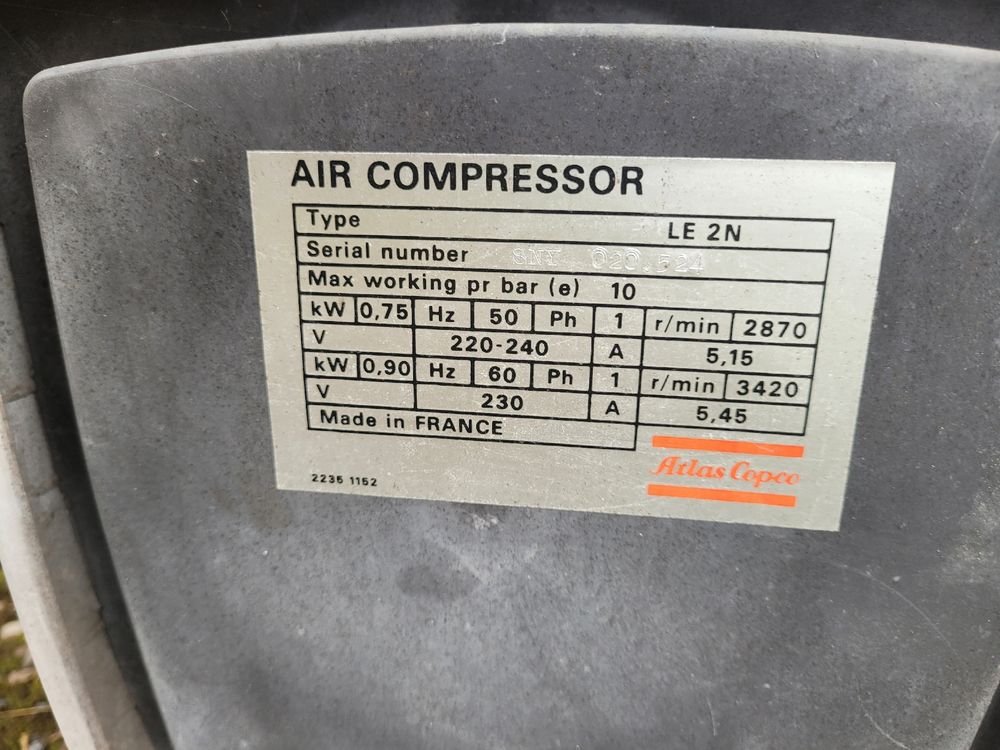 AIR COMPRESSOR
Type LE 2N
Serial number 020.524
Max working pr bar (e) 10
kW 0,75 Hz 50 Ph 1 r/min 2870
V 220-240 A 5,15
kW 0,90 Hz 60 Ph 1 r/min 3420
V 230 A 5,45
Made in FRANCE
Atlas Copco
2235 1152